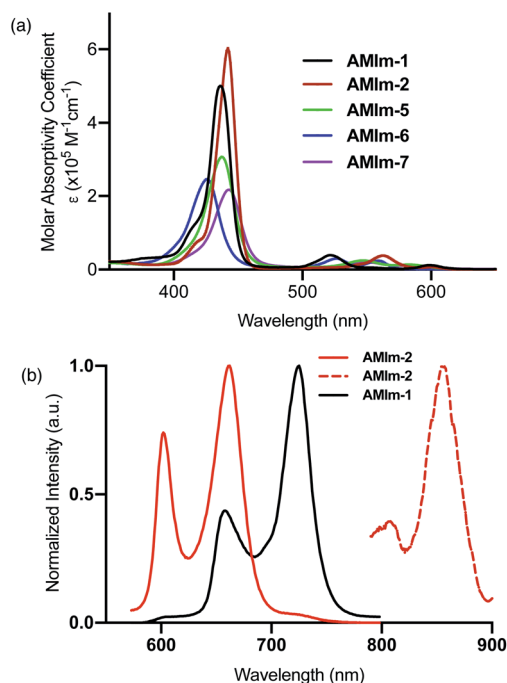 (a)
Molar Absorptivity Coefficient
ε (x10⁵ M⁻¹cm⁻¹)
6
4
2
0
AMIm-1
AMIm-2
AMIm-5
AMIm-6
AMIm-7
400
500
600
Wavelength (nm)
(b)
Normalized Intensity (a.u.)
1.0
0.5
0.0
AMIm-2
AMIm-2
AMIm-1
600
700
800
900
Wavelength (nm)